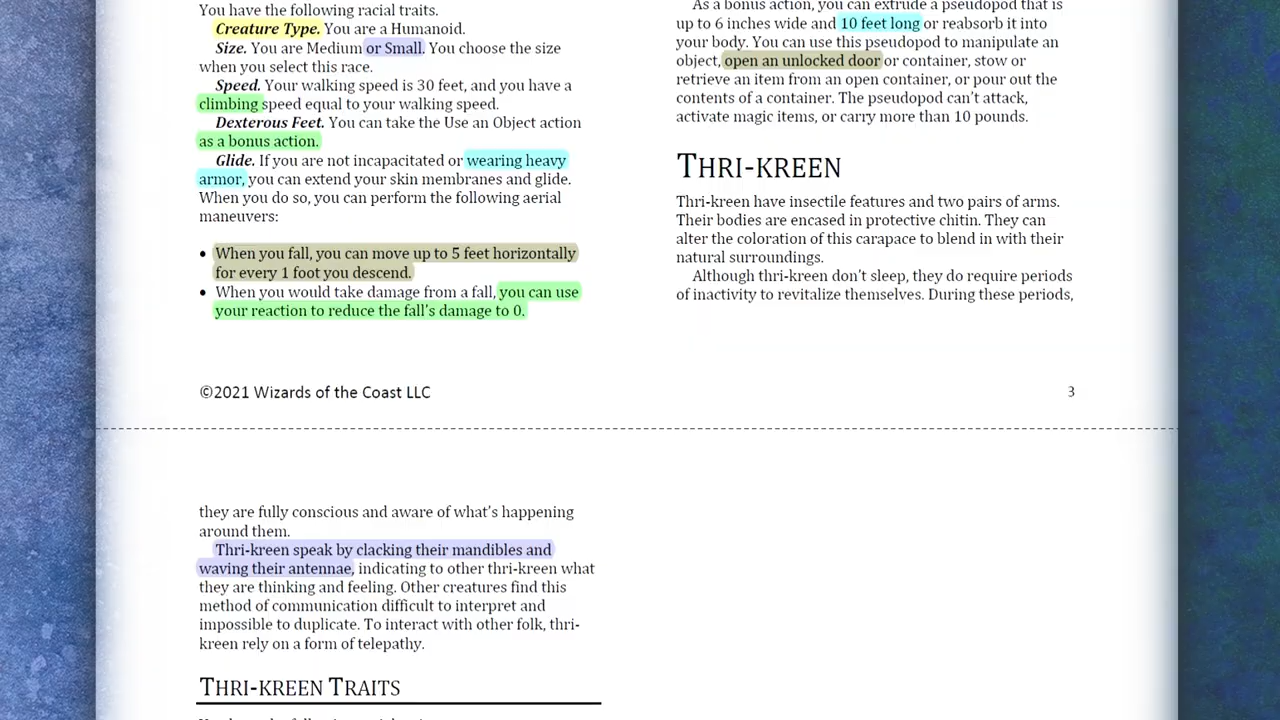 You have the following racial traits.
Creature Type. You are a Humanoid.
Size. You are Medium or Small. You choose the size
when you select this race.
Speed. Your walking speed is 30 feet, and you have a
climbing speed equal to your walking speed.
Dexterous Feet. You can take the Use an Object action
as a bonus action.
Glide. If you are not incapacitated or wearing heavy
armor, you can extend your skin membranes and glide.
When you do so, you can perform the following aerial
maneuvers:
• When you fall, you can move up to 5 feet horizontally
for every 1 foot you descend.
• When you would take damage from a fall, you can use
your reaction to reduce the fall's damage to 0.
As a bonus action, you can extrude a pseudopod that is
up to 6 inches wide and 10 feet long or reabsorb it into
your body. You can use this pseudopod to manipulate an
object, open an unlocked door or container, stow or
retrieve an item from an open container, or pour out the
contents of a container. The pseudopod can't attack,
activate magic items, or carry more than 10 pounds.
THRI-KREEN
Thri-kreen have insectile features and two pairs of arms.
Their bodies are encased in protective chitin. They can
alter the coloration of this carapace to blend in with their
natural surroundings.
Although thri-kreen don't sleep, they do require periods
of inactivity to revitalize themselves. During these periods,
©2021 Wizards of the Coast LLC
3
they are fully conscious and aware of what's happening
around them.
Thri-kreen speak by clacking their mandibles and
waving their antennae, indicating to other thri-kreen what
they are thinking and feeling. Other creatures find this
method of communication difficult to interpret and
impossible to duplicate. To interact with other folk, thri-
kreen rely on a form of telepathy.
THRI-KREEN TRAITS